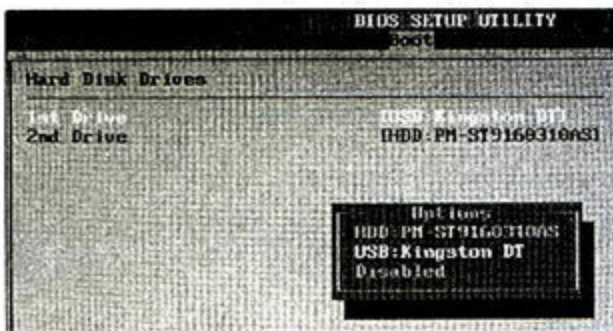 BIOS SETUP UTILITY
Boot
Hard Disk Drives
1st Drive [USB:Kingston DT]
2nd Drive [HDD:PM-ST9160310AS]
Options
HDD:PM-ST9160310AS
USB:Kingston DT
Disabled